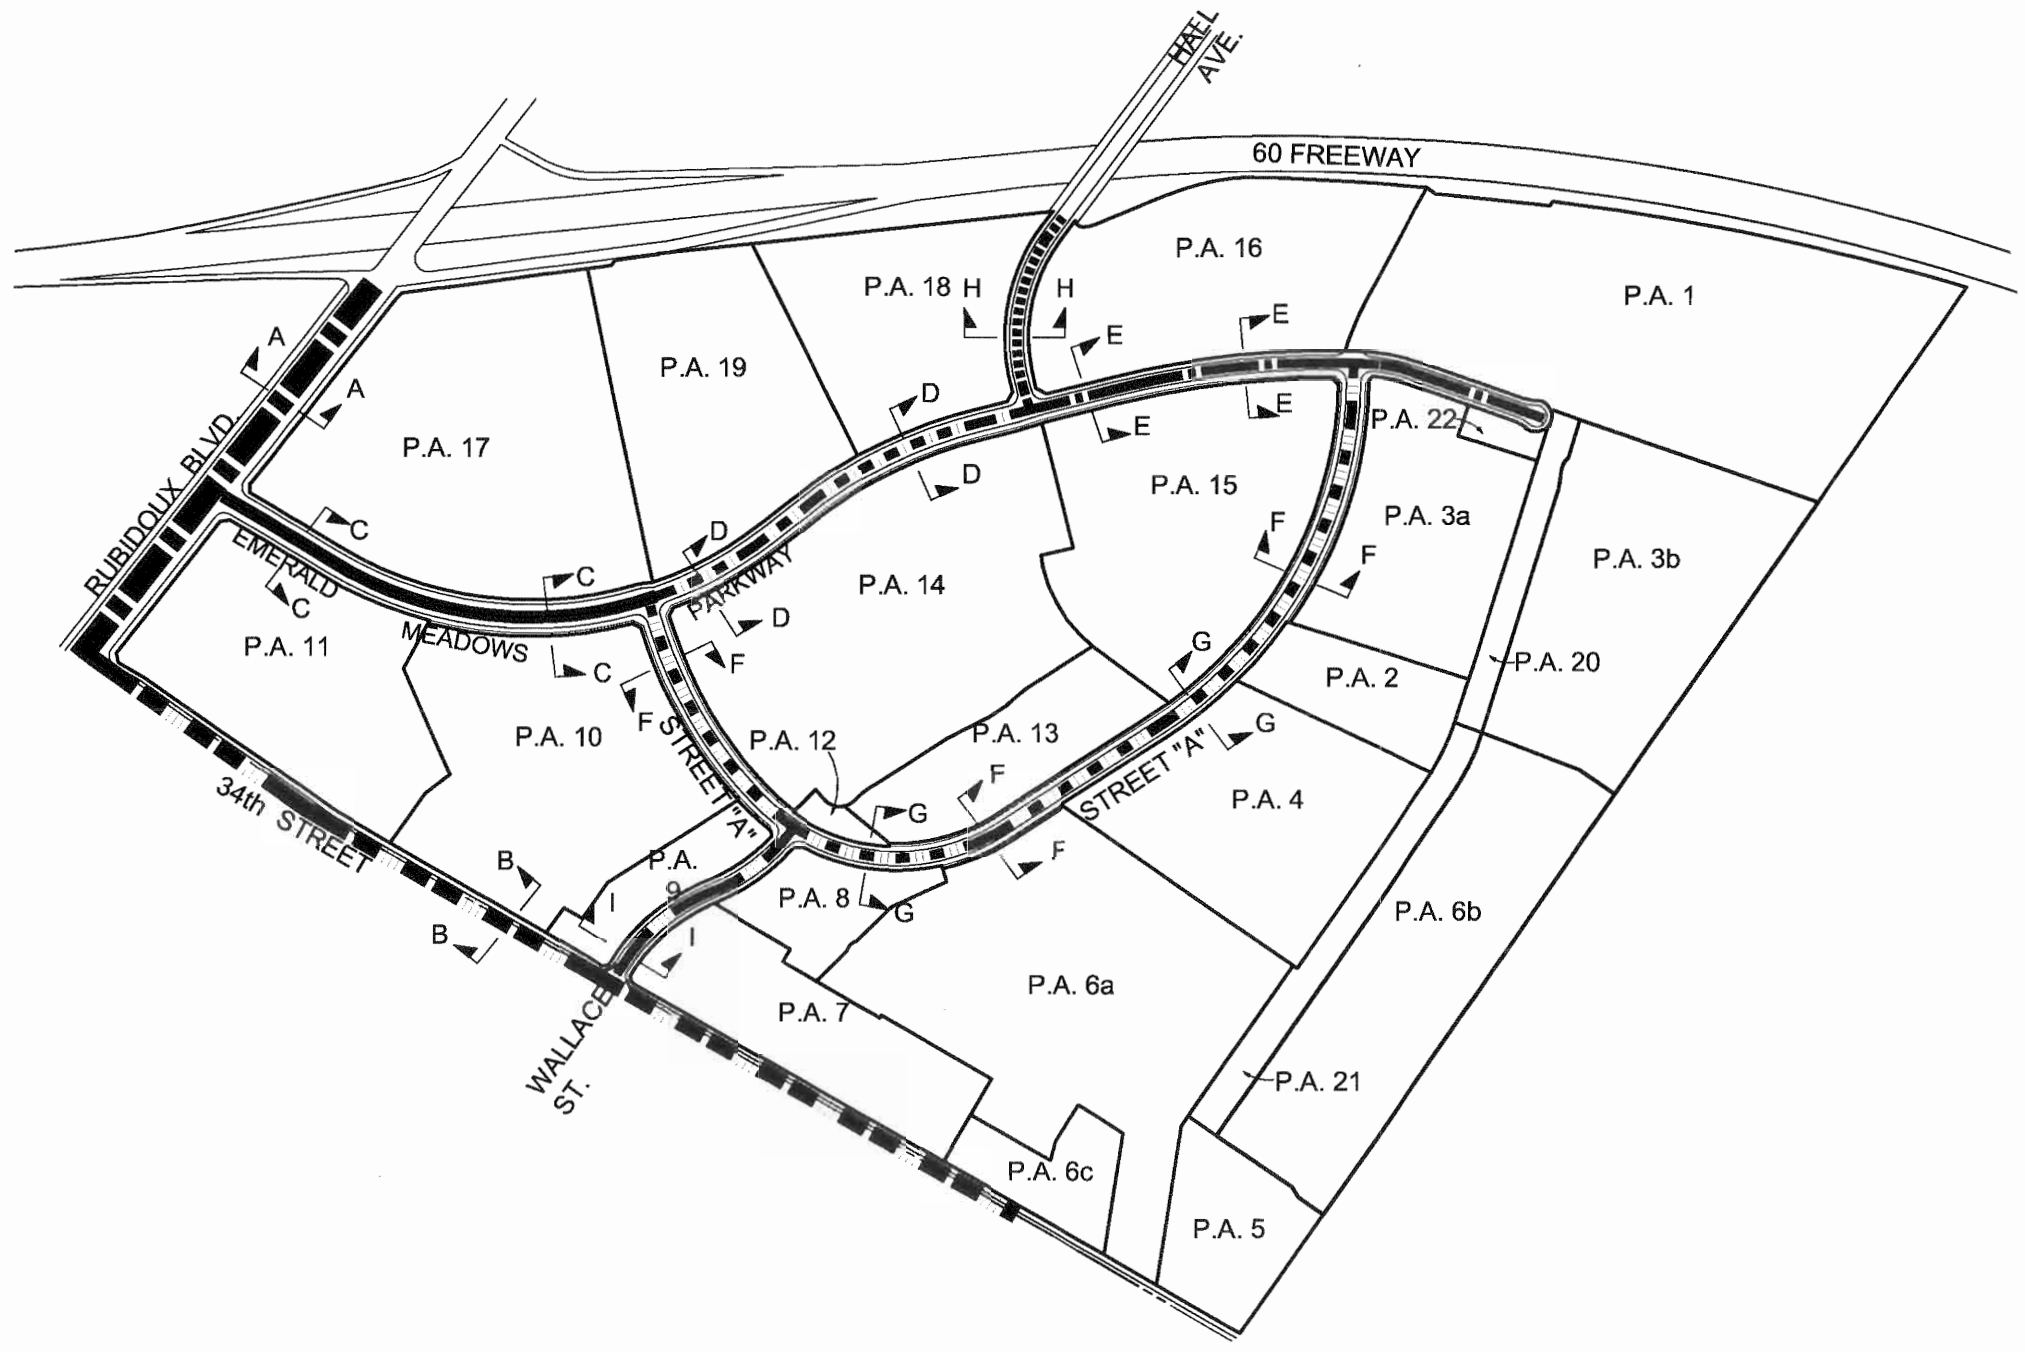 HALL
AVE.
60 FREEWAY
P.A. 16
P.A. 18
H
H
P.A. 1
E
E
A
A
P.A. 19
D
E
E
P.A. 22
RUBIDOUX BLVD.
P.A. 17
D
P.A. 15
P.A. 3a
C
D
F
F
P.A. 3b
EMERALD
MEADOWS
PARKWAY
C
C
C
D
P.A. 14
P.A. 11
F
F
G
P.A. 20
P.A. 2
P.A. 10
STREET "A"
P.A. 12
P.A. 13
G
F
STREET "A"
P.A. 4
34th STREET
G
F
B
B
P.A.
9
I
I
P.A. 8
G
P.A. 6b
P.A. 6a
P.A. 7
WALLACE
ST.
P.A. 21
P.A. 6c
P.A. 5